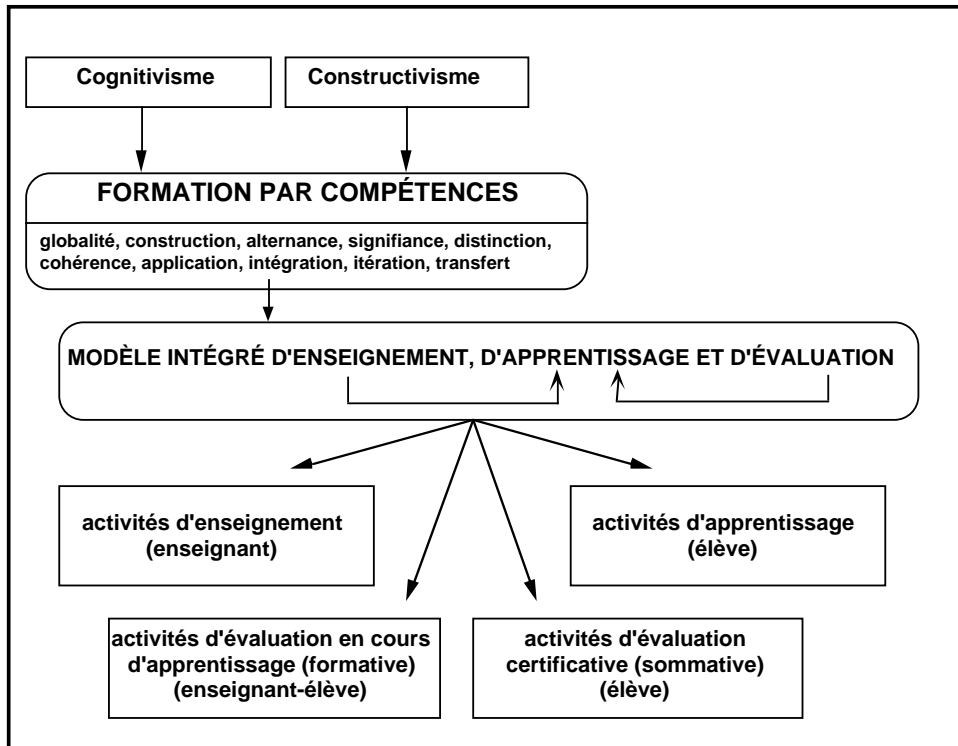 Cognitivisme
Constructivisme
FORMATION PAR COMPÉTENCES
globalité, construction, alternance, signifiance, distinction,
cohérence, application, intégration, itération, transfert
MODÈLE INTÉGRÉ D'ENSEIGNEMENT, D'APPRENTISSAGE ET D'ÉVALUATION
activités d'enseignement
(enseignant)
activités d'apprentissage
(élève)
activités d'évaluation en cours
d'apprentissage (formative)
(enseignant-élève)
activités d'évaluation
certificative (sommative)
(élève)